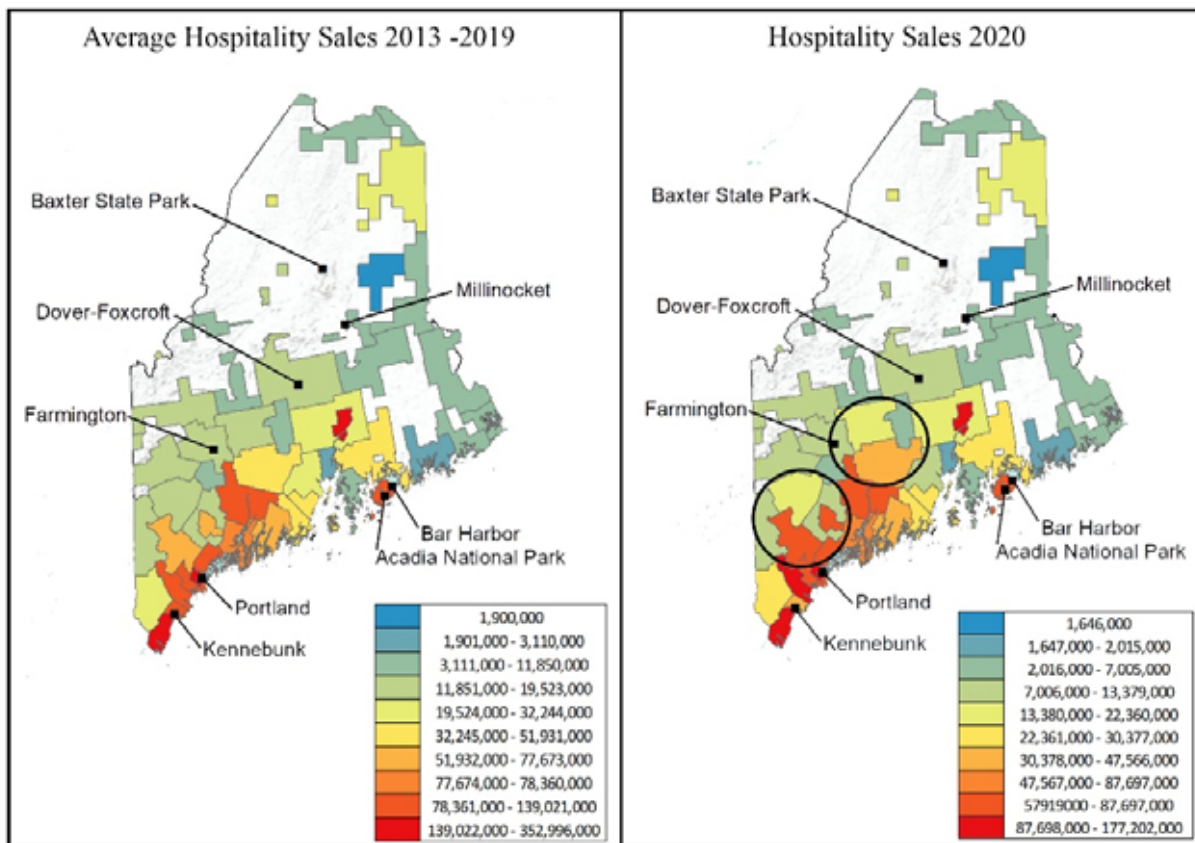 Average Hospitality Sales 2013 -2019
Baxter State Park
Millinocket
Dover-Foxcroft
Farmington
Bar Harbor
Acadia National Park
Portland
Kennebunk
1,900,000
1,901,000 - 3,110,000
3,111,000 - 11,850,000
11,851,000 - 19,523,000
19,524,000 - 32,244,000
32,245,000 - 51,931,000
51,932,000 - 77,673,000
77,674,000 - 78,360,000
78,361,000 - 139,021,000
139,022,000 - 352,996,000
Hospitality Sales 2020
Baxter State Park
Millinocket
Dover-Foxcroft
Farmington
Bar Harbor
Acadia National Park
Portland
Kennebunk
1,646,000
1,647,000 - 2,015,000
2,016,000 - 7,005,000
7,006,000 - 13,379,000
13,380,000 - 22,360,000
22,361,000 - 30,377,000
30,378,000 - 47,566,000
47,567,000 - 87,697,000
57919000 - 87,697,000
87,698,000 - 177,202,000